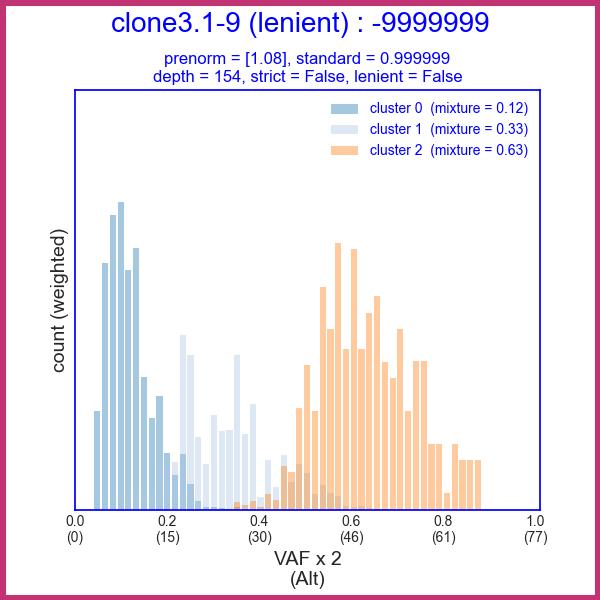 clone3.1-9 (lenient) : -9999999
prenorm = [1.08], standard = 0.999999
depth = 154, strict = False, lenient = False
cluster 0 (mixture = 0.12)
cluster 1 (mixture = 0.33)
cluster 2 (mixture = 0.63)
count (weighted)
0.0 0.2 0.4 0.6 0.8 1.0
(0) (15) (30) (46) (61) (77)
VAF x 2
(Alt)